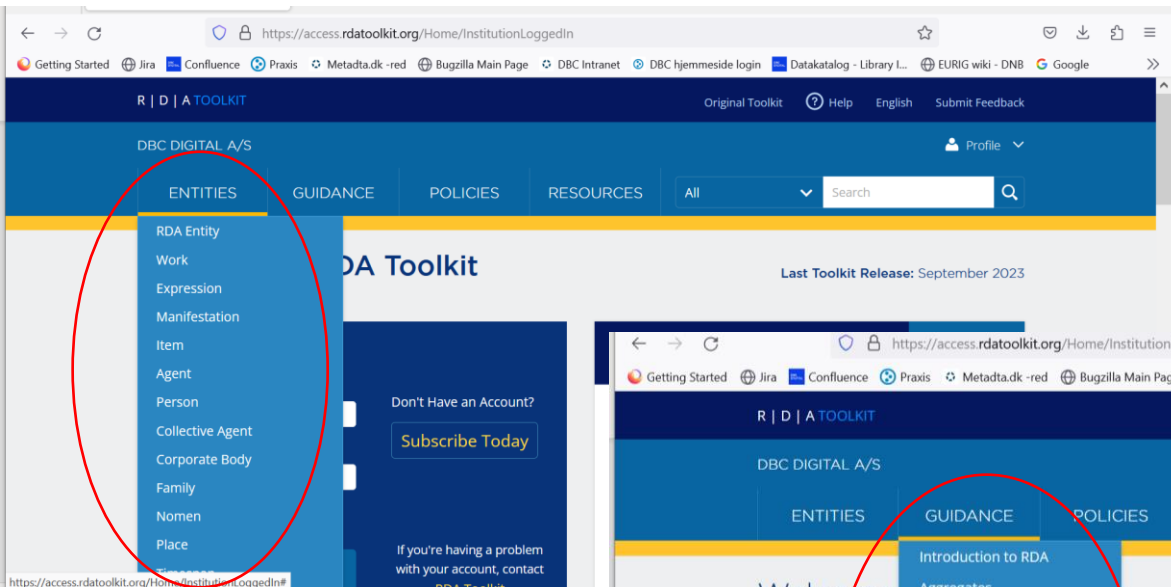 https://access.rdatoolkit.org/Home/InstitutionLoggedIn
Getting Started Jira Confluence Praxis Metadta.dk -red Bugzilla Main Page DBC Intranet DBC hjemmeside login Datakatalog - Library I... EURIG wiki - DNB Google
R | D | A TOOLKIT
Original Toolkit Help English Submit Feedback
DBC DIGITAL A/S
Profile
ENTITIES GUIDANCE POLICIES RESOURCES All Search
RDA Entity
Work
Expression
Manifestation
Item
Agent
Person
Collective Agent
Corporate Body
Family
Nomen
Place
Timespan
https://access.rdatoolkit.org/Home/InstitutionLoggedIn#
DA Toolkit
Last Toolkit Release: September 2023
Don't Have an Account?
Subscribe Today
If you're having a problem
with your account, contact
RDA Toolkit
https://access.rdatoolkit.org/Home/Institution
Getting Started Jira Confluence Praxis Metadta.dk -red Bugzilla Main Pag
R | D | A TOOLKIT
DBC DIGITAL A/S
ENTITIES GUIDANCE POLICIES
Introduction to RDA
Aggregates